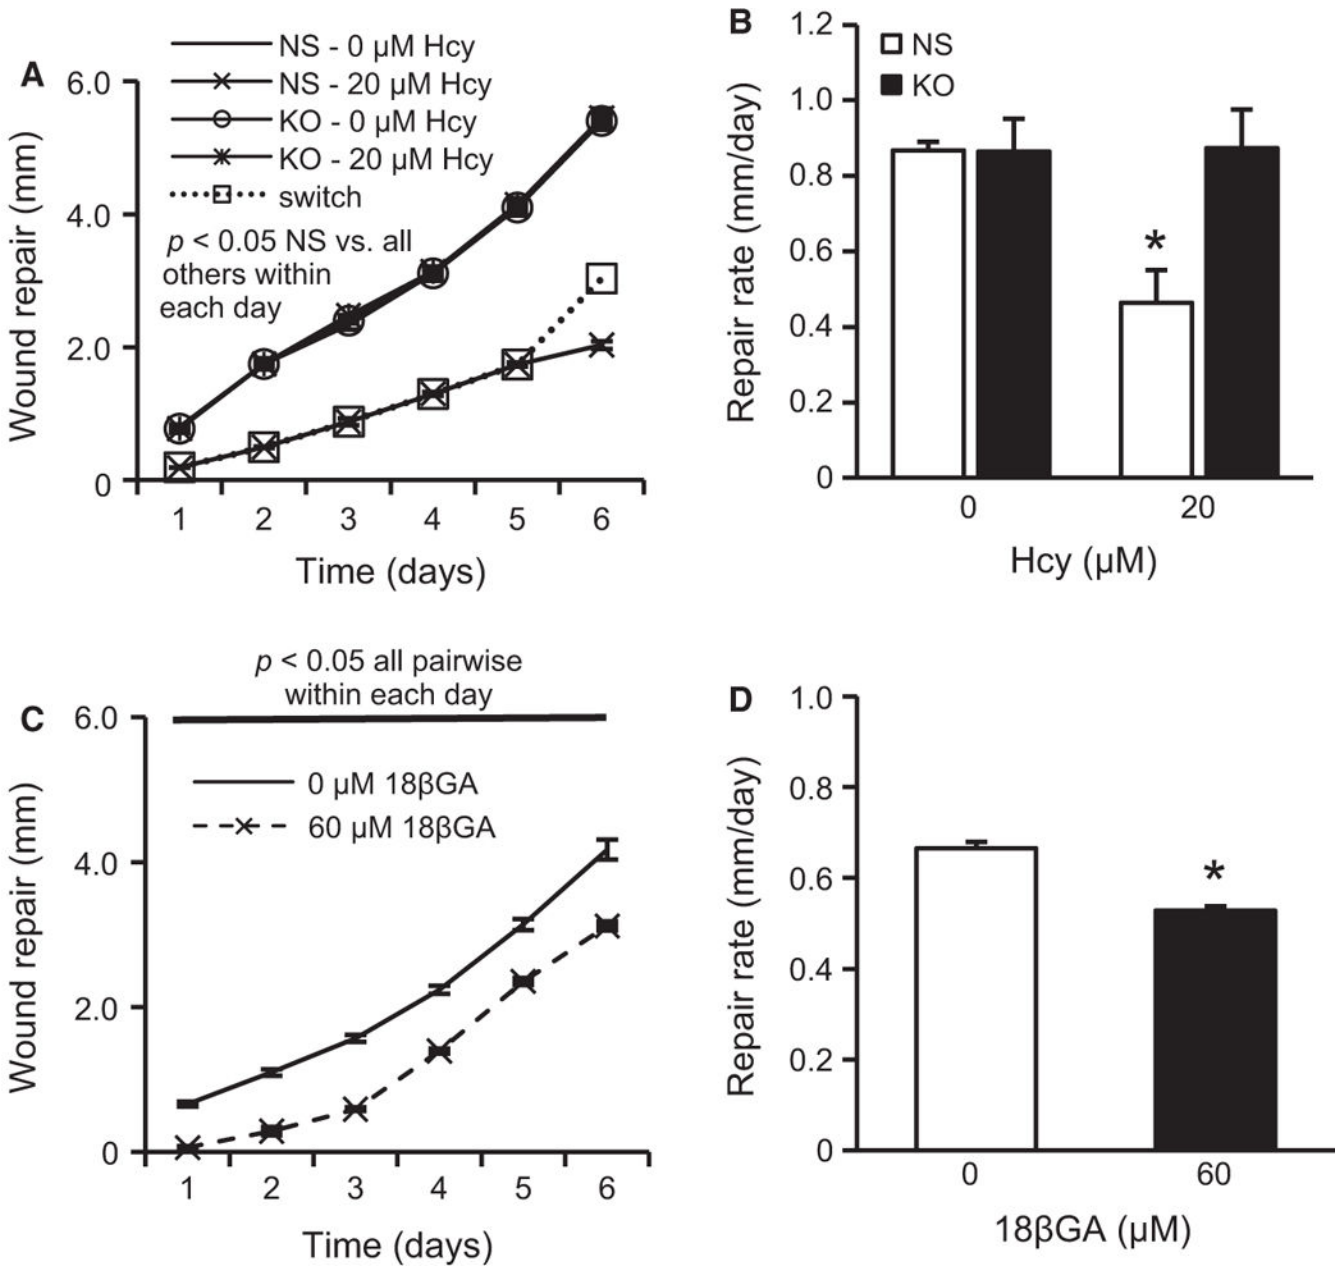 A
NS - 0 µM Hcy
NS - 20 µM Hcy
KO - 0 µM Hcy
KO - 20 µM Hcy
switch
p < 0.05 NS vs. all
others within
each day
Wound repair (mm)
6.0
4.0
2.0
0
1 2 3 4 5 6
Time (days)
B
NS
KO
*
Repair rate (mm/day)
1.2
1.0
0.8
0.6
0.4
0.2
0
0 20
Hcy (µM)
C
p < 0.05 all pairwise
within each day
0 µM 18βGA
60 µM 18βGA
Wound repair (mm)
6.0
4.0
2.0
0
1 2 3 4 5 6
Time (days)
D
*
Repair rate (mm/day)
1.0
0.8
0.6
0.4
0.2
0
0 60
18βGA (µM)